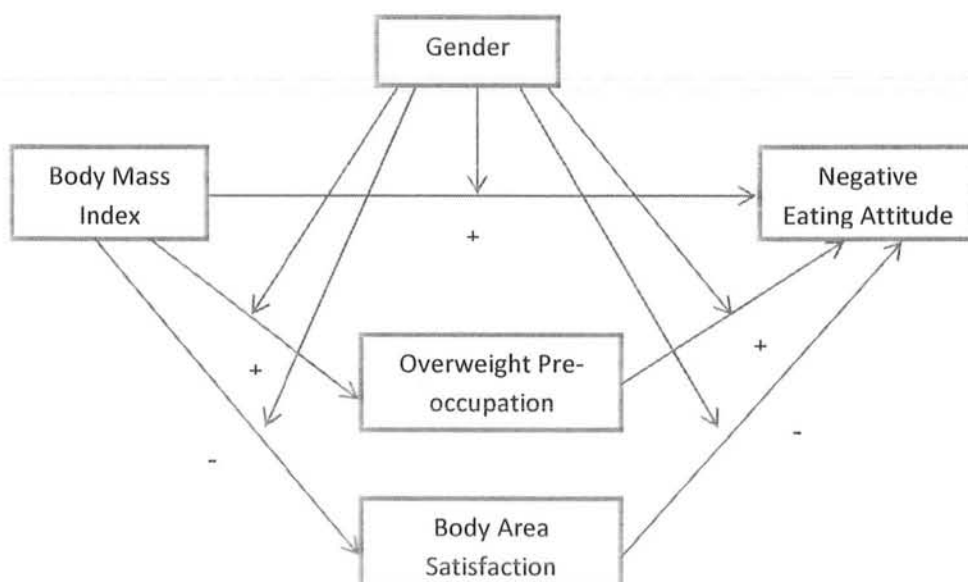 Gender
Body Mass
Index
Negative
Eating Attitude
+
Overweight Pre-
occupation
+
+
-
-
Body Area
Satisfaction